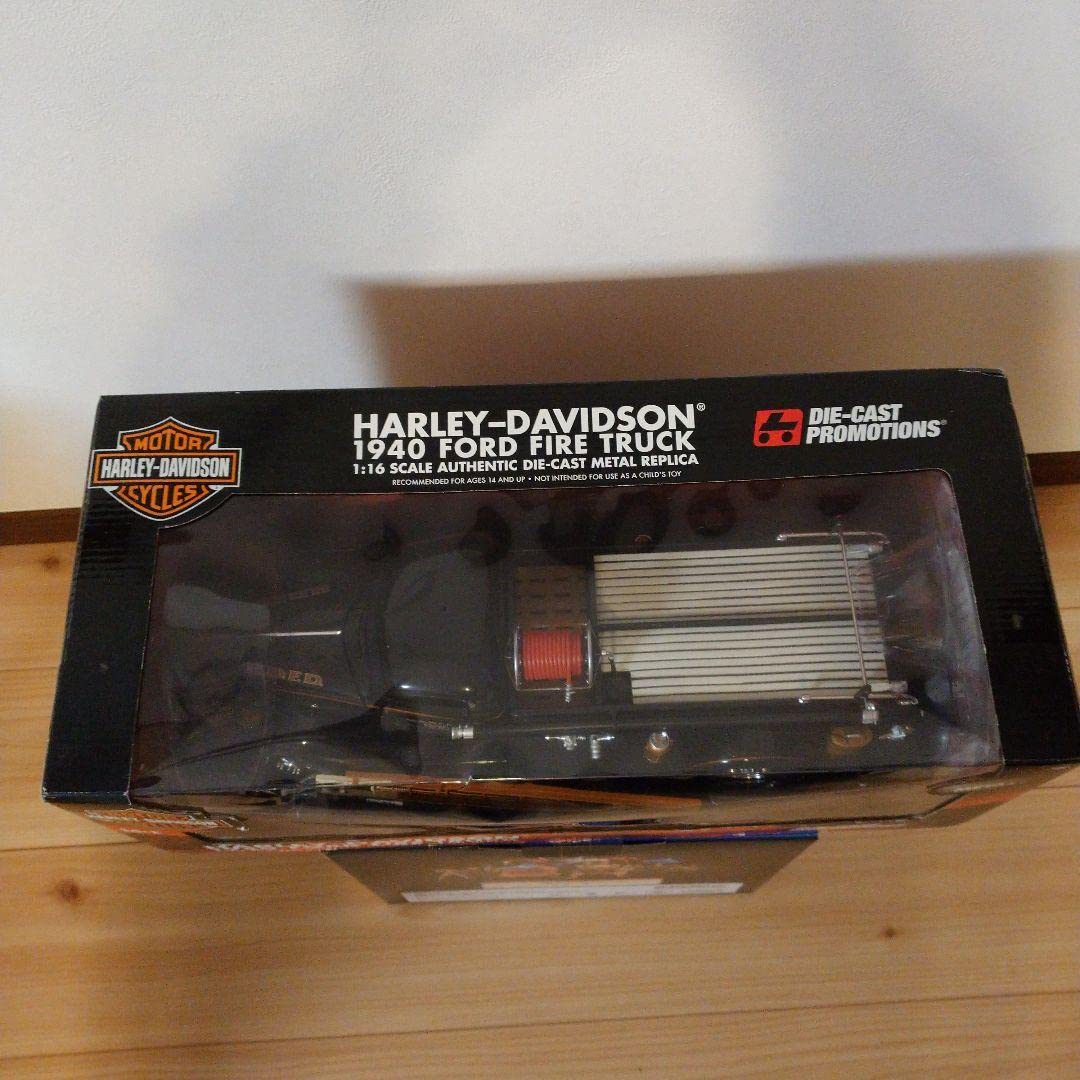 MOTOR
HARLEY-DAVIDSON
CYCLES
HARLEY-DAVIDSON®
1940 FORD FIRE TRUCK
1:16 SCALE AUTHENTIC DIE-CAST METAL REPLICA
RECOMMENDED FOR AGES 14 AND UP • NOT INTENDED FOR USE AS A CHILD'S TOY
DIE-CAST
PROMOTIONS®